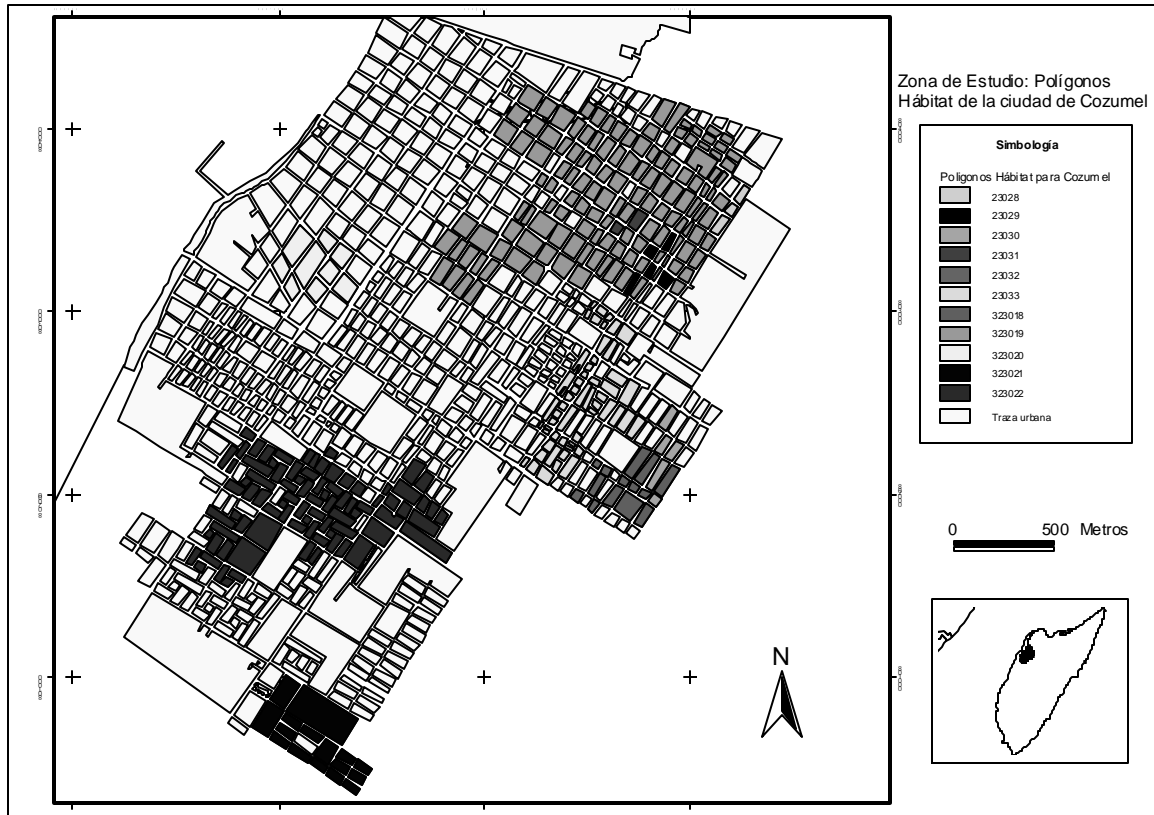 Zona de Estudio: Polígonos
Hábitat de la ciudad de Cozumel
Simbología
Poligonos Hábitat para Cozumel
23028
23029
23030
23031
23032
23033
323018
323019
323020
323021
323022
Traza urbana
0 500 Metros
N